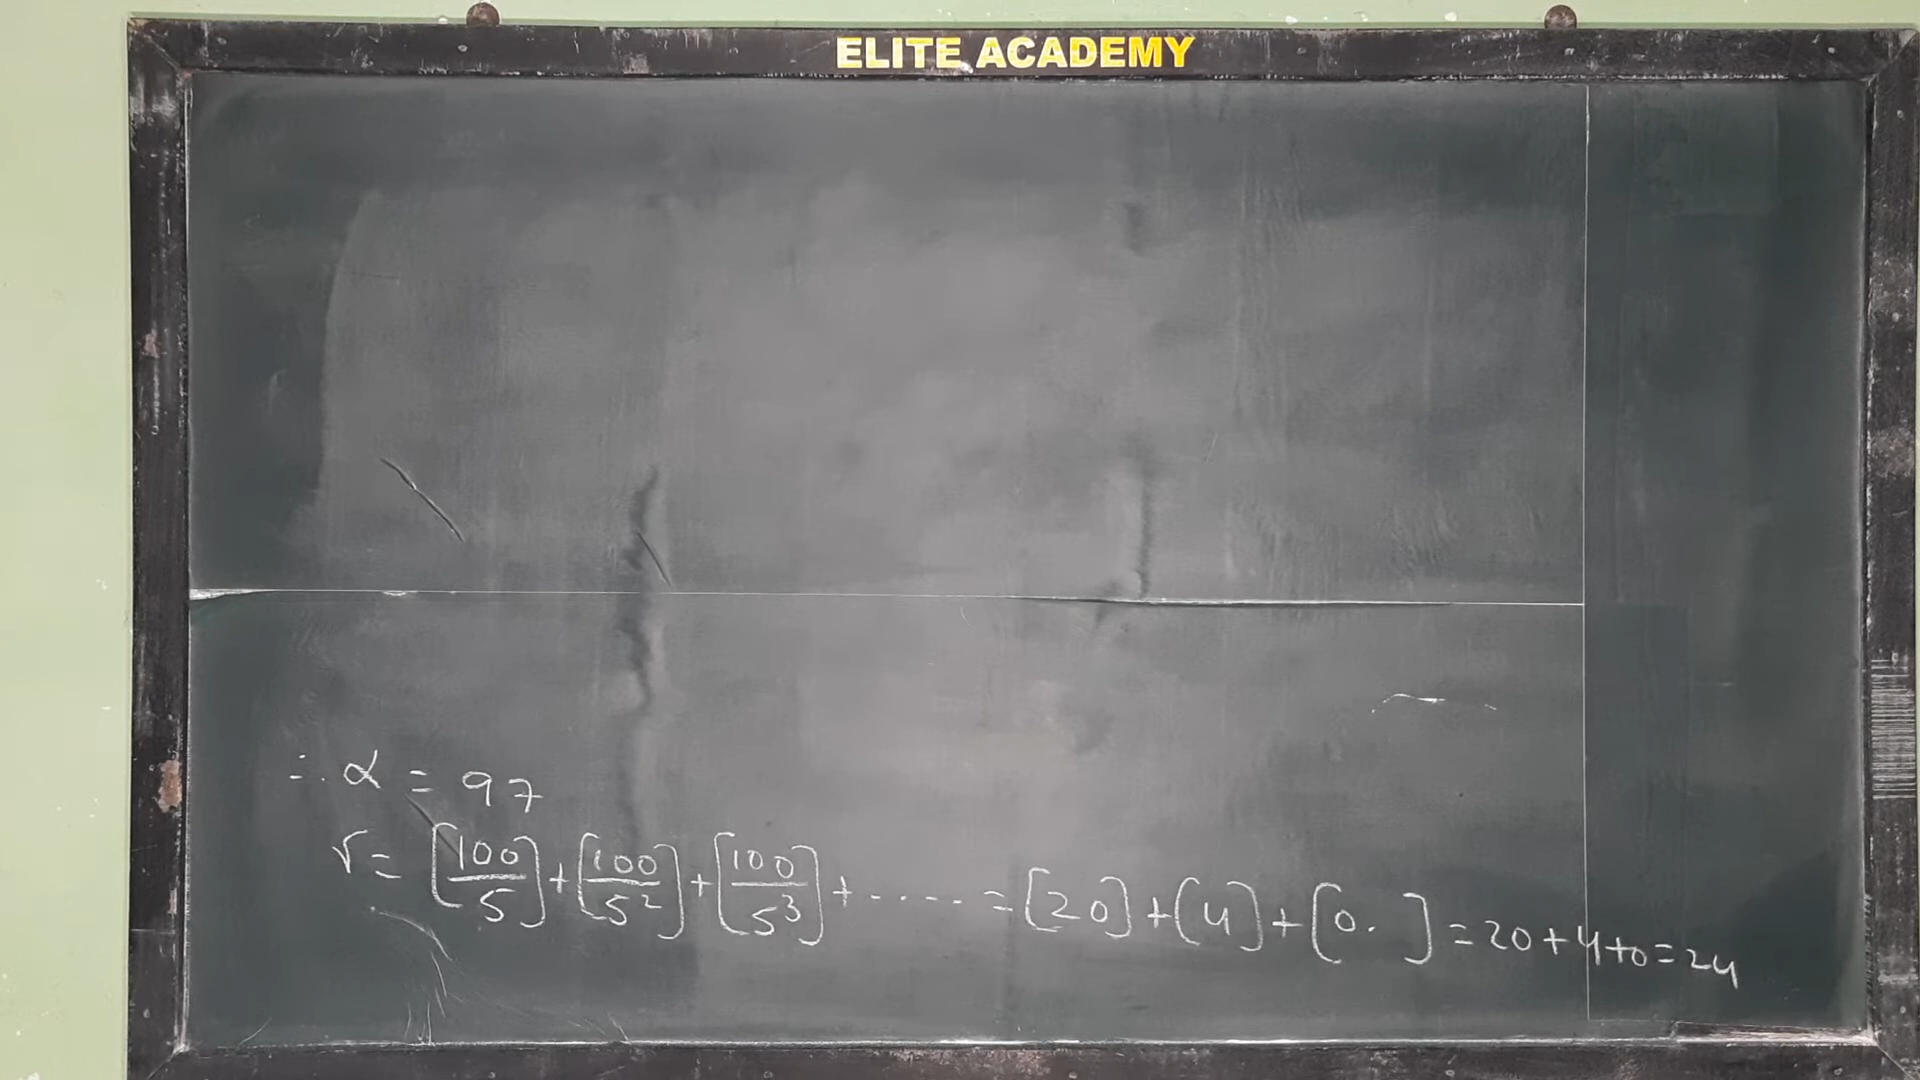 ELITE ACADEMY
∴ α = 97
r = [100/5] + [100/5²] + [100/5³] + ..... = [20] + [4] + [0. ] = 20+4+0=24